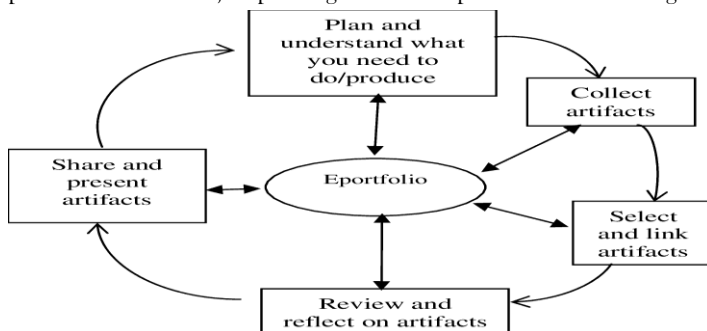 Plan and
understand what
you need to
do/produce
Collect
artifacts
Share and
present
artifacts
Eportfolio
Select
and link
artifacts
Review and
reflect on artifacts